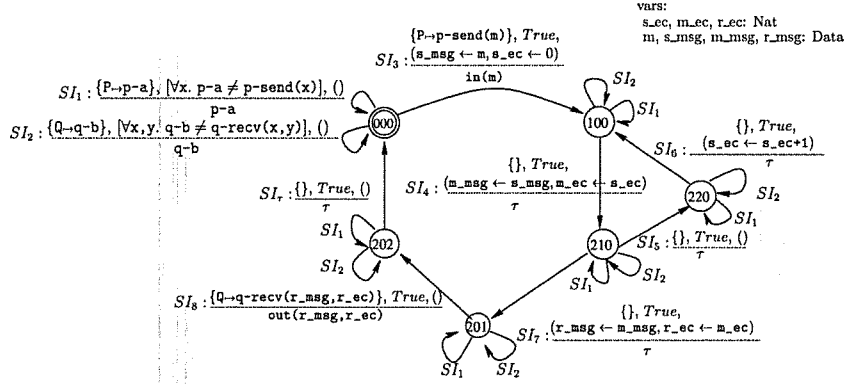 vars:
s_ec, m_ec, r_ec: Nat
m, s_msg, m_msg, r_msg: Data
{P↦p-send(m)}, True,
SI₃ : (s_msg ← m, s_ec ← 0)
in(m)
SI₁ : {P↦p-a}, [∀x. p-a ≠ p-send(x)], ()
p-a
SI₂ : {Q↦q-b}, [∀x,y. q-b ≠ q-recv(x,y)], ()
q-b
000
100
SI₂
SI₁
{}, True,
SI₆ : (s_ec ← s_ec+1)
τ
{}, True,
SI₄ : (m_msg ← s_msg, m_ec ← s_ec)
τ
SIτ : {}, True, ()
τ
220
SI₂
SI₁
SI₁
SI₂
202
210
SI₁
SI₂
SI₅ : {}, True, ()
τ
SI₈ : {Q↦q-recv(r_msg,r_ec)}, True, ()
out(r_msg,r_ec)
201
SI₁
SI₂
{}, True,
SI₇ : (r_msg ← m_msg, r_ec ← m_ec)
τ